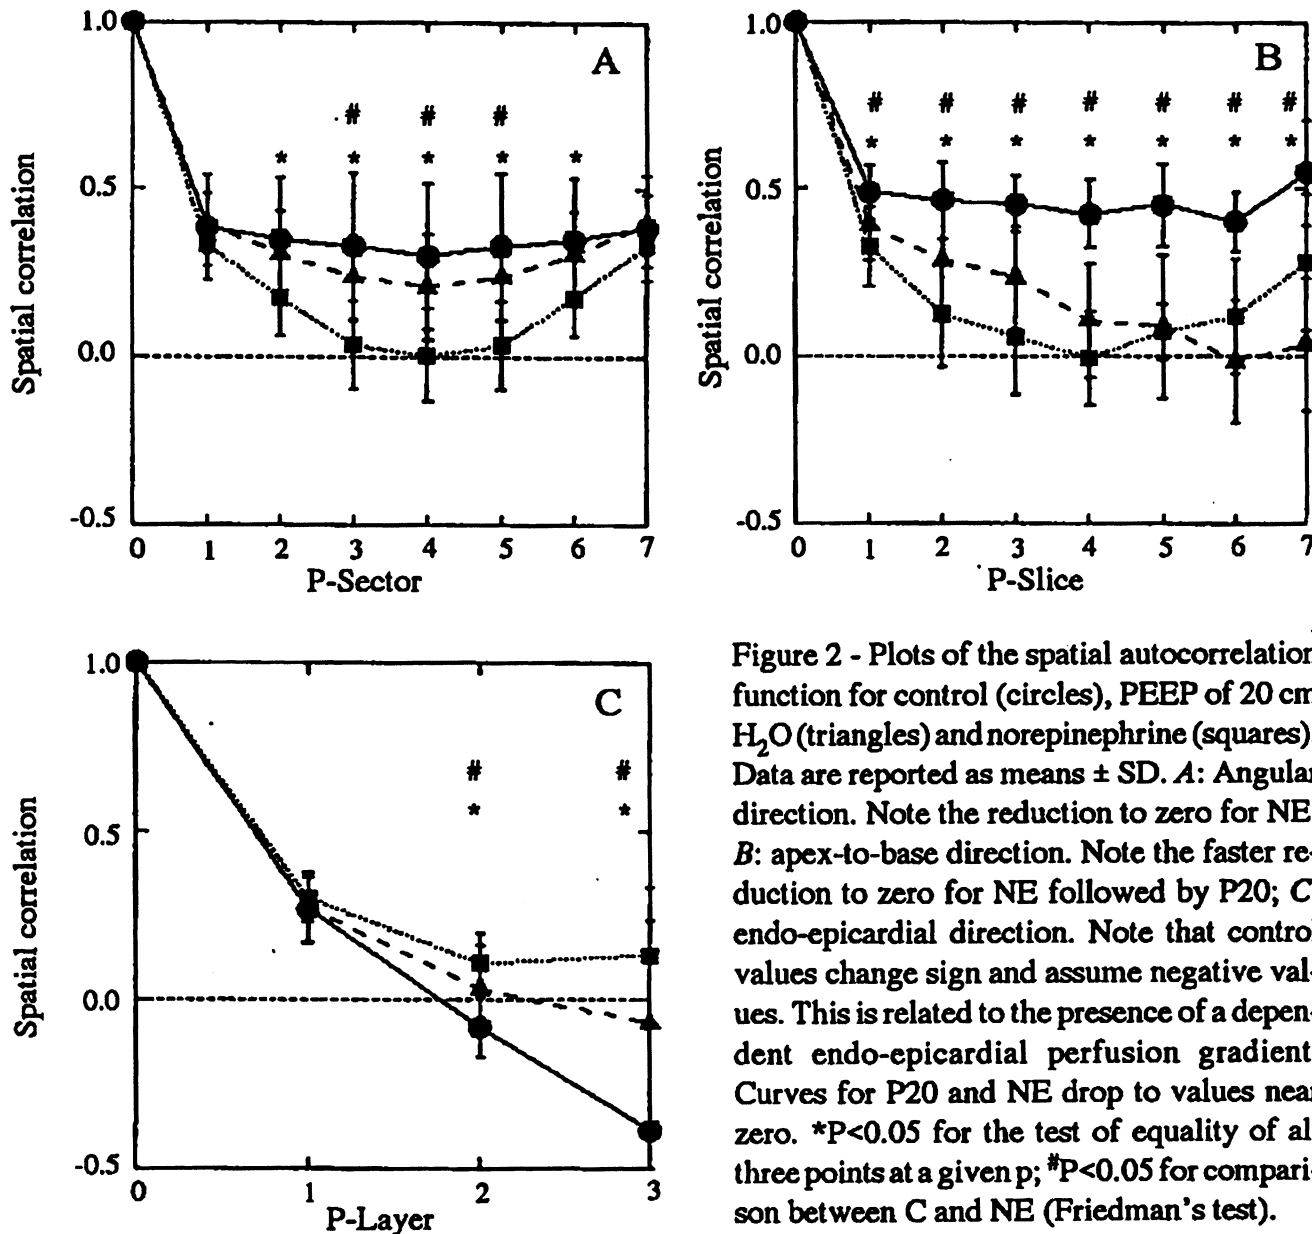 1.0
A
# # #
* * * * *
0.5
0.0
-0.5
Spatial correlation
0 1 2 3 4 5 6 7
P-Sector
1.0
B
# # # # # # #
* * * * * * *
0.5
0.0
-0.5
Spatial correlation
0 1 2 3 4 5 6 7
P-Slice
1.0
C
# #
* *
0.5
0.0
-0.5
Spatial correlation
0 1 2 3
P-Layer
Figure 2 - Plots of the spatial autocorrelation
function for control (circles), PEEP of 20 cm
H₂O (triangles) and norepinephrine (squares)
Data are reported as means ± SD. A: Angular
direction. Note the reduction to zero for NE
B: apex-to-base direction. Note the faster re-
duction to zero for NE followed by P20; C
endo-epicardial direction. Note that control
values change sign and assume negative val-
ues. This is related to the presence of a depen-
dent endo-epicardial perfusion gradient
Curves for P20 and NE drop to values near
zero. *P<0.05 for the test of equality of al
three points at a given p; #P<0.05 for compari-
son between C and NE (Friedman's test).